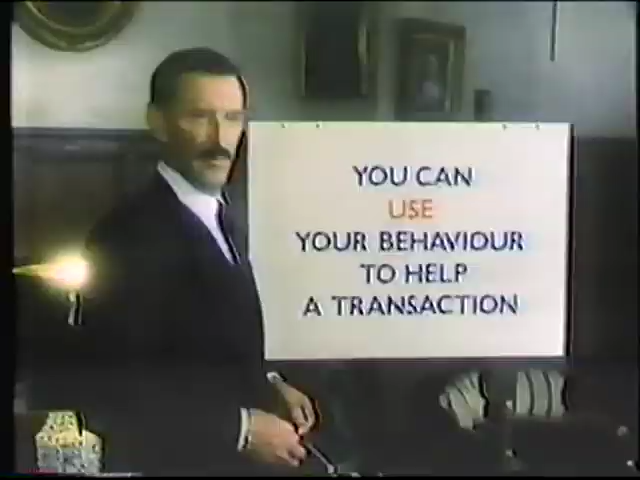 YOU CAN
USE
YOUR BEHAVIOUR
TO HELP
A TRANSACTION